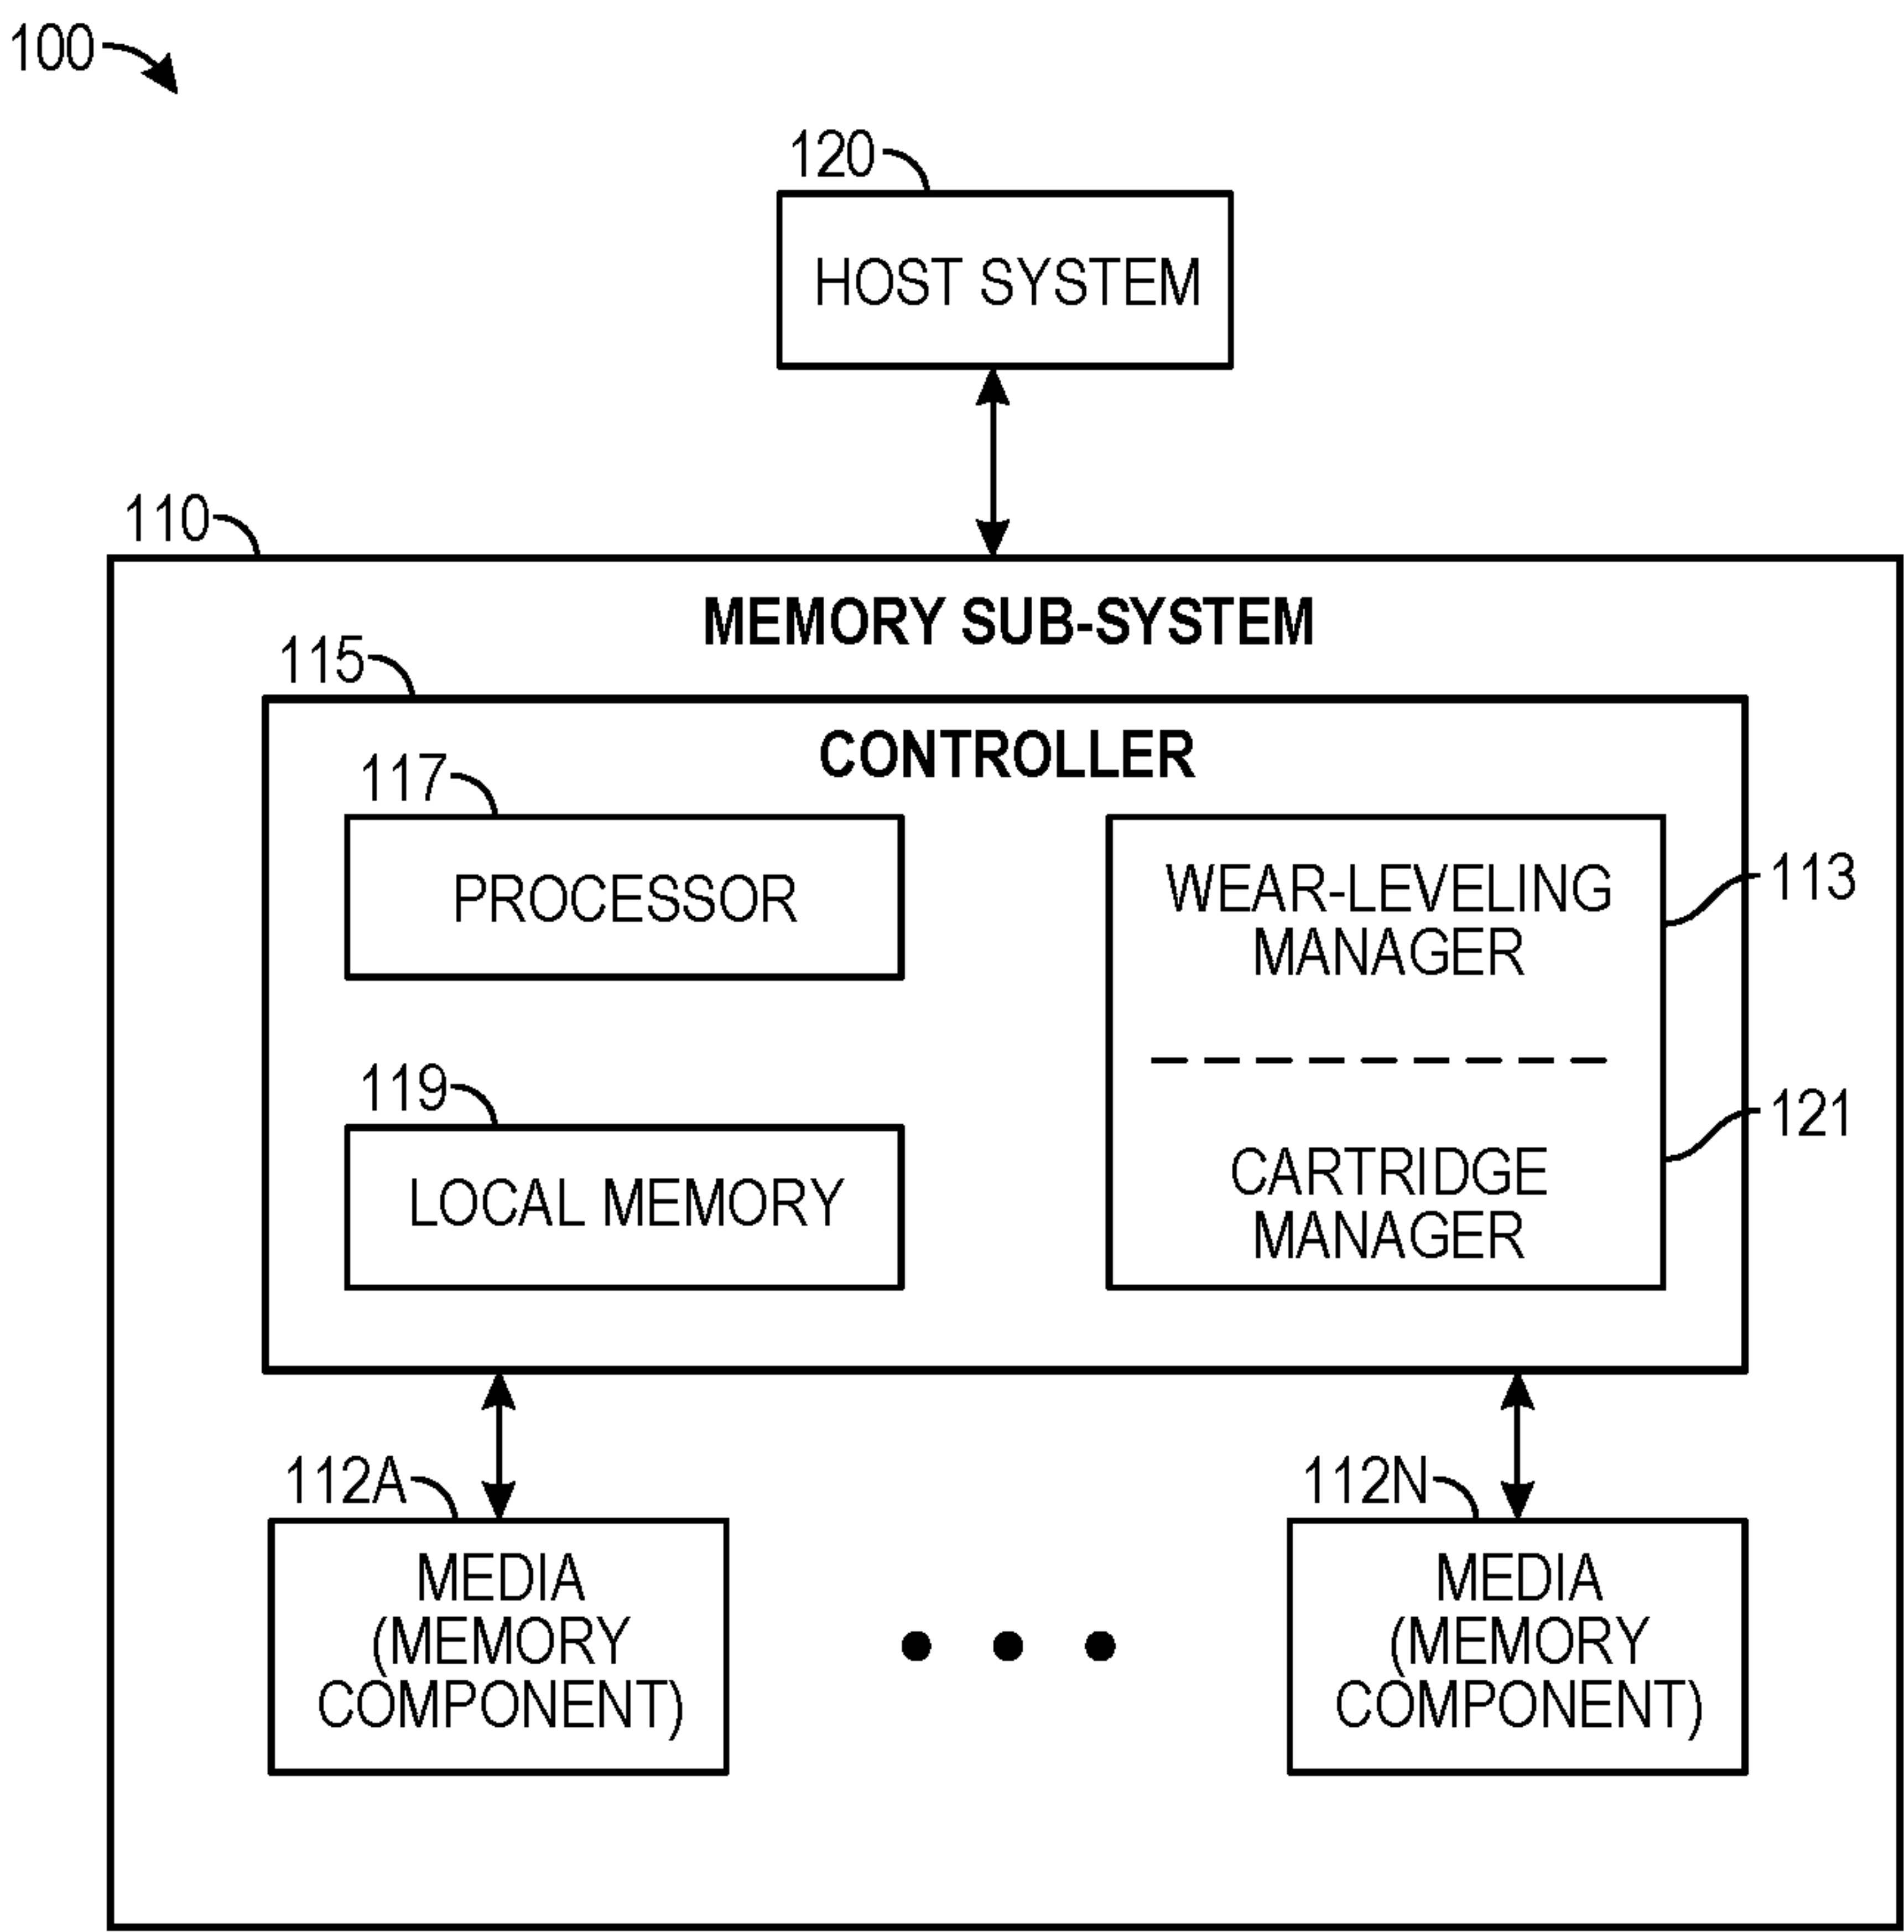 100
120
HOST SYSTEM
110
MEMORY SUB-SYSTEM
115
CONTROLLER
117
PROCESSOR
WEAR-LEVELING
MANAGER
113
119
LOCAL MEMORY
CARTRIDGE
MANAGER
121
112A
MEDIA
(MEMORY
COMPONENT)
112N
MEDIA
(MEMORY
COMPONENT)